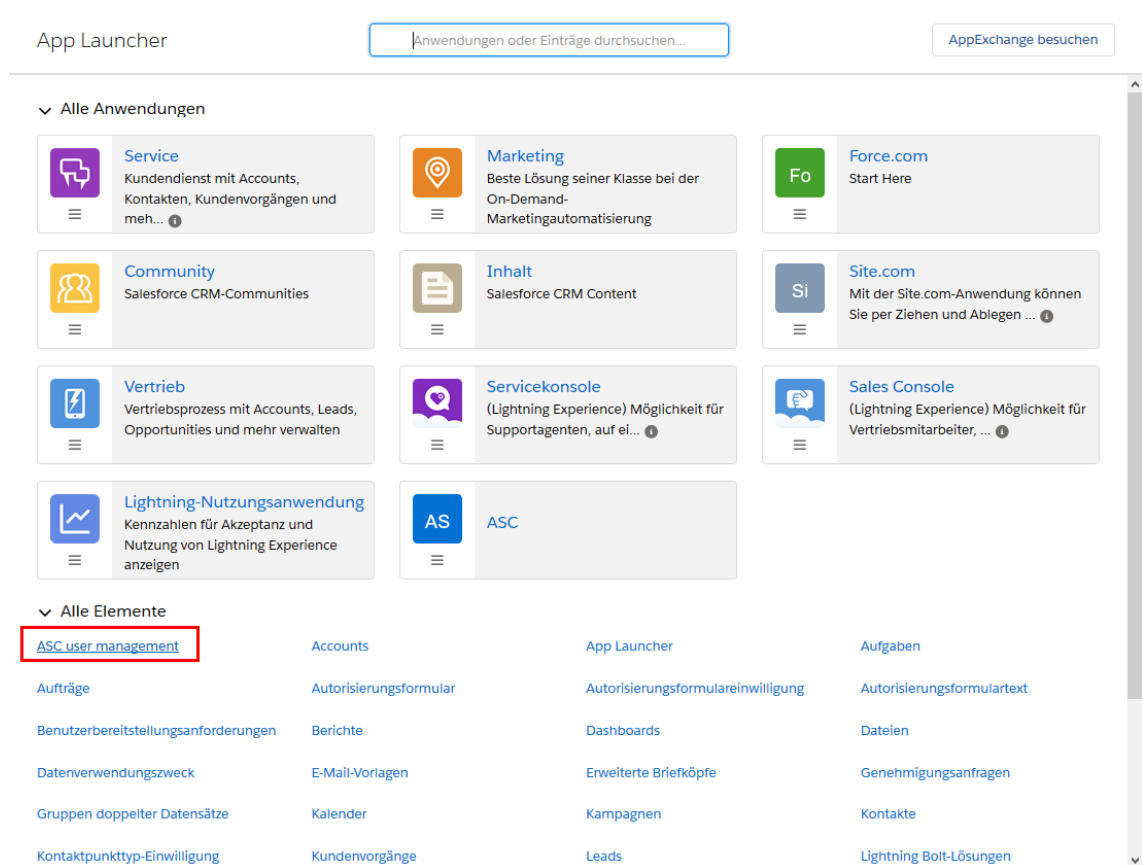 App Launcher
Anwendungen oder Einträge durchsuchen...
AppExchange besuchen
Alle Anwendungen
Service
Kundendienst mit Accounts,
Kontakten, Kundenvorgängen und
meh...
Marketing
Beste Lösung seiner Klasse bei der
On-Demand-
Marketingautomatisierung
Fo
Force.com
Start Here
Community
Salesforce CRM-Communities
Inhalt
Salesforce CRM Content
Si
Site.com
Mit der Site.com-Anwendung können
Sie per Ziehen und Ablegen ...
Vertrieb
Vertriebsprozess mit Accounts, Leads,
Opportunities und mehr verwalten
Servicekonsole
(Lightning Experience) Möglichkeit für
Supportagenten, auf ei...
Sales Console
(Lightning Experience) Möglichkeit für
Vertriebsmitarbeiter, ...
Lightning-Nutzungsanwendung
Kennzahlen für Akzeptanz und
Nutzung von Lightning Experience
anzeigen
AS
ASC
Alle Elemente
ASC user management
Accounts
App Launcher
Aufgaben
Aufträge
Autorisierungsformular
Autorisierungsformulareinwilligung
Autorisierungsformulartext
Benutzerbereitstellungsanforderungen
Berichte
Dashboards
Dateien
Datenverwendungszweck
E-Mail-Vorlagen
Erweiterte Briefköpfe
Genehmigungsanfragen
Gruppen doppelter Datensätze
Kalender
Kampagnen
Kontakte
Kontaktpunkttyp-Einwilligung
Kundenvorgänge
Leads
Lightning Bolt-Lösungen